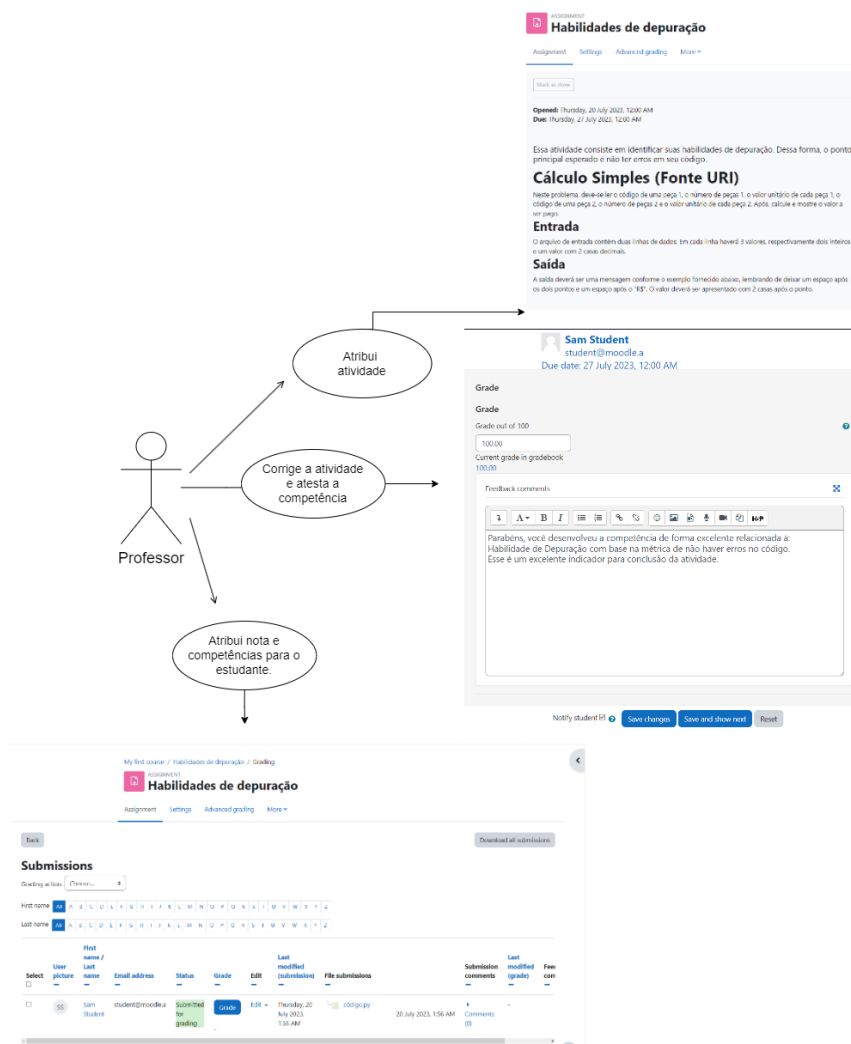 ASSIGNMENT
Habilidades de depuração
Assignment Settings Advanced grading More
Mark as done
Opened: Thursday, 20 July 2023, 12:00 AM
Due: Thursday, 27 July 2023, 12:00 AM
Essa atividade consiste em identificar suas habilidades de depuração. Dessa forma, o ponto
principal esperado é não ter erros em seu código.
Cálculo Simples (Fonte URI)
Neste problema, deve-se ler o código de uma peça 1, o número de peças 1, o valor unitário de cada peça 1, o
código de uma peça 2, o número de peças 2 e o valor unitário de cada peça 2. Após, calcule e mostre o valor a
ser pago.
Entrada
O arquivo de entrada contém duas linhas de dados. Em cada linha haverá 3 valores, respectivamente dois inteiros
e um valor com 2 casas decimais.
Saída
A saída deverá ser uma mensagem conforme o exemplo fornecido abaixo, lembrando de deixar um espaço após
os dois pontos e um espaço após o "R$". O valor deverá ser apresentado com 2 casas após o ponto.
Atribui
atividade
Sam Student
student@moodle.a
Due date: 27 July 2023, 12:00 AM
Grade
Grade
Grade out of 100
100.00
Current grade in gradebook
100.00
Feedback comments
A B I H-P
Parabéns, você desenvolveu a competência de forma excelente relacionada a:
Habilidade de Depuração com base na métrica de não haver erros no código.
Esse é um excelente indicador para conclusão da atividade.
Notify student Save changes Save and show next Reset
Corrige a atividade
e atesta a
competência
Professor
Atribui nota e
competências para o
estudante.
My first course / Habilidades de depuração / Grading
ASSIGNMENT
Habilidades de depuração
Assignment Settings Advanced grading More
Back Download all submissions
Submissions
Grading action Choose...
First name All A B C D E F G H I J K L M N O P Q R S T U V W X Y Z
Last name All A B C D E F G H I J K L M N O P Q R S T U V W X Y Z
Select
User
picture
First
name /
Last
name
Email address
Status
Grade
Edit
Last
modified
(submission)
File submissions
Submission
comments
Last
modified
(grade)
Feed
com
SS
Sam
Student
student@moodle.a
Submitted
for
grading
Grade
Edit
Thursday, 20
July 2023,
1:56 AM
código.py
20 July 2023, 1:56 AM
Comments
(0)
-